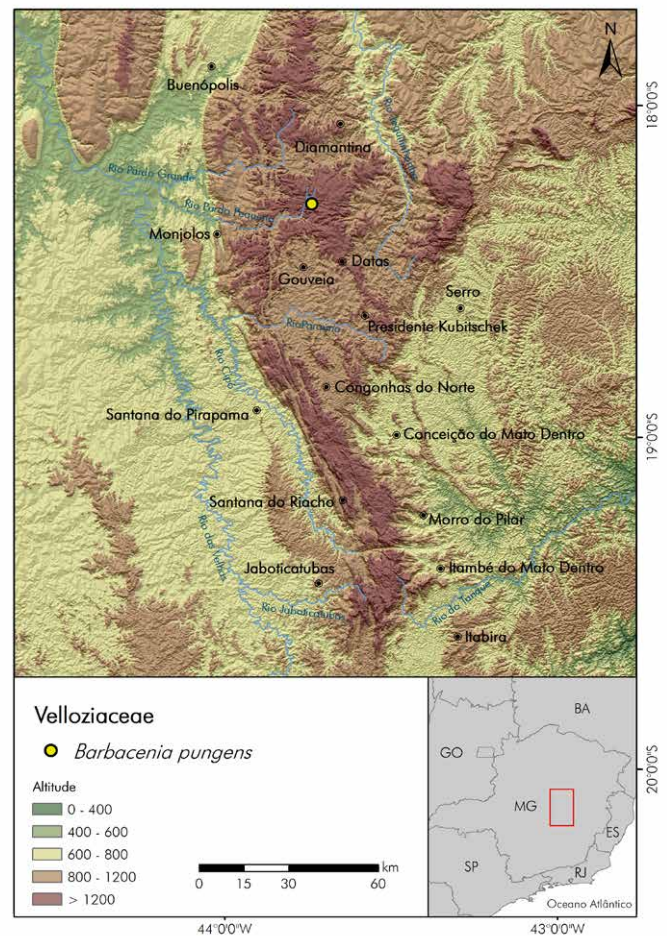 N
Buenópolis
18°0'0"S
Rio Jequitinhonha
Diamantina
Rio Pardo Grande
Rio Pardo Pequeno
Monjolos
Datas
Gouveia
Serro
Rio Paraúna
Presidente Kubitschek
Rio Cipó
Congonhas do Norte
Santana do Pirapama
Conceição do Mato Dentro
19°0'0"S
Santana do Riacho
Morro do Pilar
Rio das Velhas
Jaboticatubas
Itambé do Mato Dentro
Rio Jaboticatubas
Rio do Tanque
Itabira
Velloziaceae
Barbacenia pungens
Altitude
0 - 400
400 - 600
600 - 800
800 - 1200
> 1200
km
0 15 30 60
BA
GO
MG
ES
SP
RJ
Oceano Atlântico
20°0'0"S
44°0'0"W
43°0'0"W